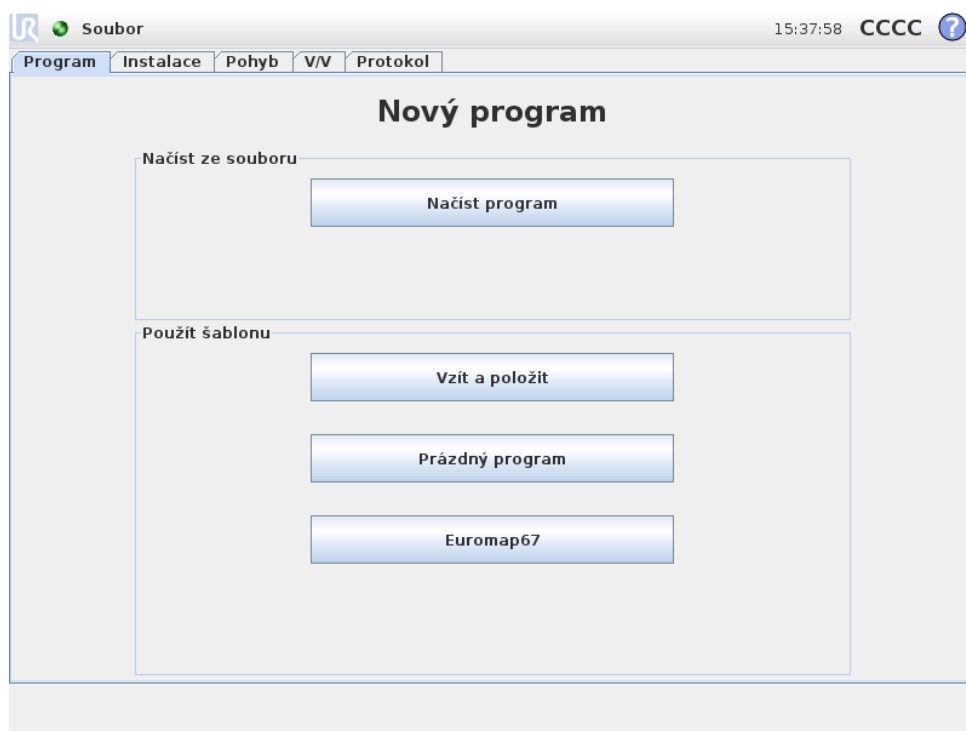 UR Soubor 15:37:58 CCCC ?
Program Instalace Pohyb V/V Protokol
Nový program
Načíst ze souboru
Načíst program
Použít šablonu
Vzít a položit
Prázdný program
Euromap67